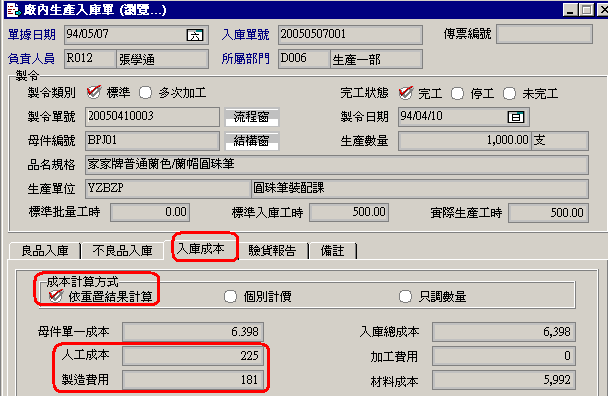 廠內生產入庫單 (瀏覽...)
單據日期 94/05/07 六 入庫單號 20050507001 傳票編號
負責人員 R012 張學通 所屬部門 D006 生產一部
製令
製令類別 標準 多次加工 完工狀態 完工 停工 未完工
製令單號 20050410003 流程窗 製令日期 94/04/10 日
母件編號 BPJ01 結構窗 生產數量 1,000.00 支
品名規格 家家牌普通蘭色/蘭帽圓珠筆
生產單位 YZBZP 圓珠筆裝配課
標準批量工時 0.00 標準入庫工時 500.00 實際生產工時 500.00
良品入庫 不良品入庫 入庫成本 驗貨報告 備註
成本計算方式
依重置結果計算 個別計價 只調數量
母件單一成本 6.398 入庫總成本 6,398
人工成本 225 加工費用 0
製造費用 181 材料成本 5,992